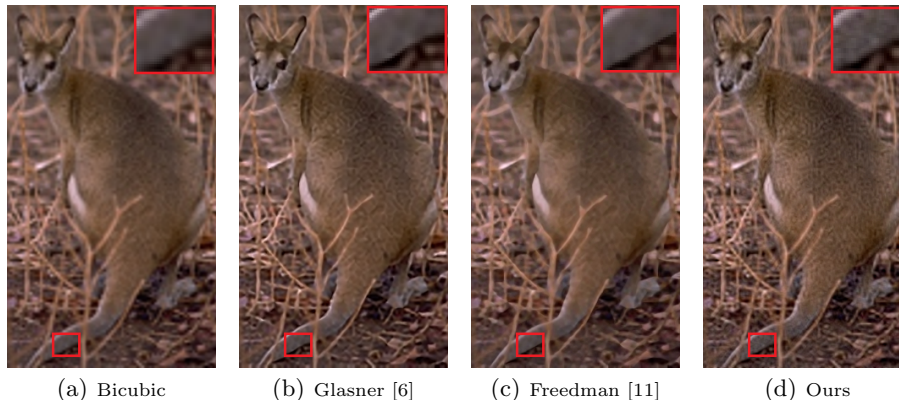 (a) Bicubic
(b) Glasner [6]
(c) Freedman [11]
(d) Ours